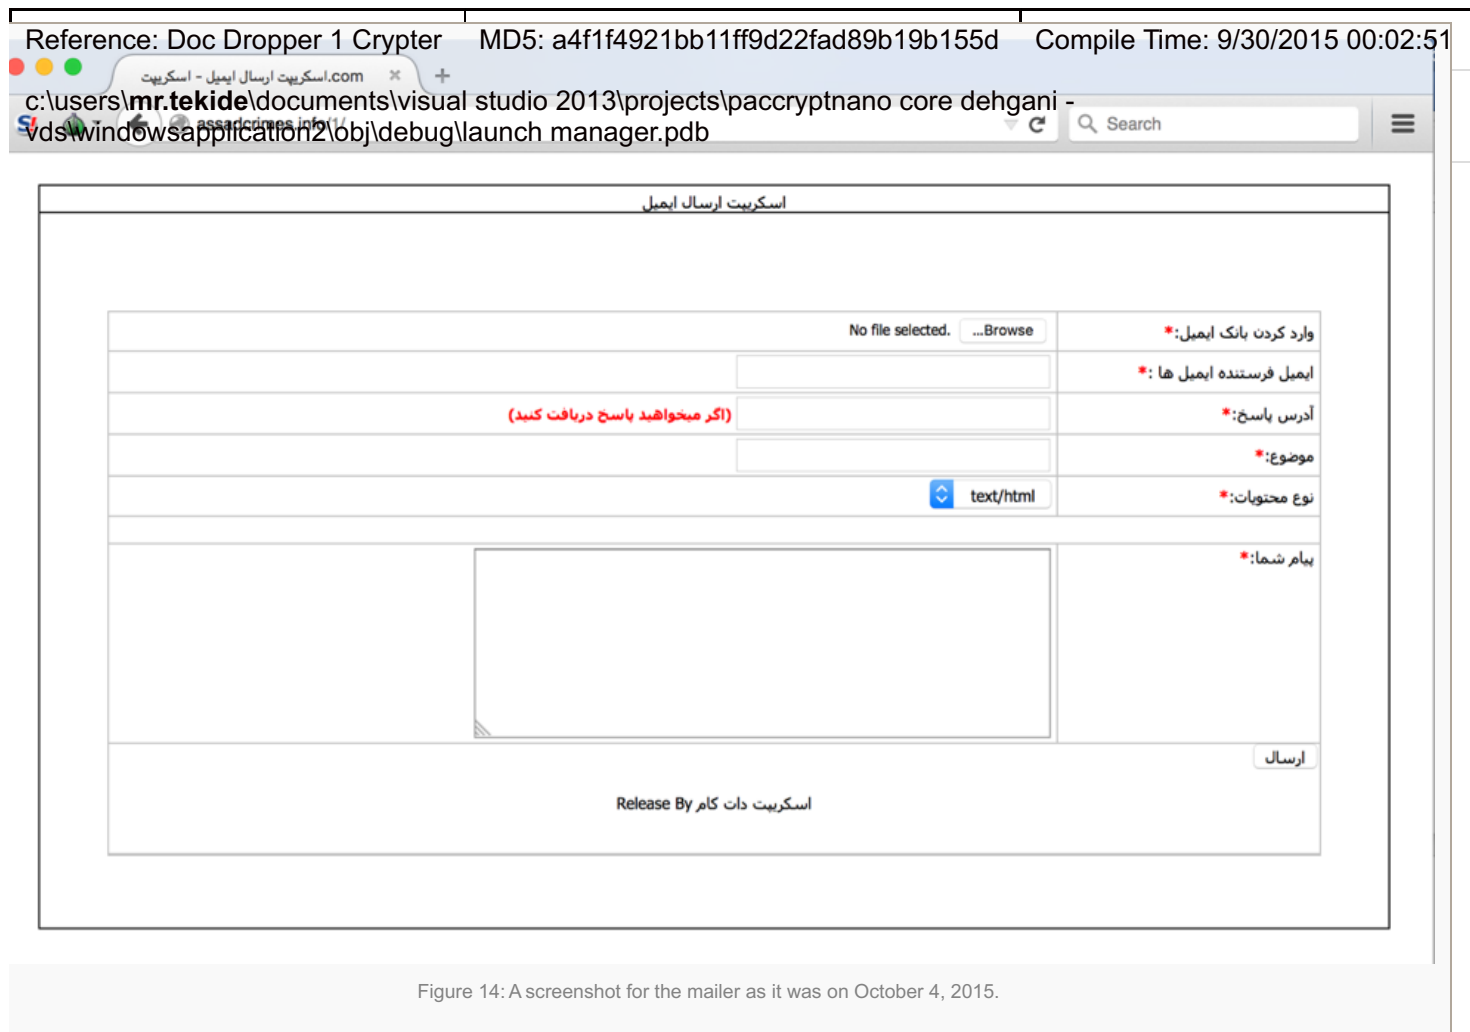 Reference: Doc Dropper 1 Crypter MD5: a4f1f4921bb11ff9d22fad89b19b155d Compile Time: 9/30/2015 00:02:51
اسکریپت ارسال ایمیل - اسکریپت.com
c:\users\mr.tekide\documents\visual studio 2013\projects\paccryptnano core dehgani -
vds\windowsapplication2\obj\debug\launch manager.pdb
assadcrimes.info/1/
Search
اسکریپت ارسال ایمیل
وارد کردن بانک ایمیل:* Browse... No file selected.
ایمیل فرستنده ایمیل ها :*
آدرس پاسخ:* (اگر میخواهید پاسخ دریافت کنید)
موضوع:*
نوع محتویات:* text/html
پیام شما:*
ارسال
Release By اسکریپت دات کام
Figure 14: A screenshot for the mailer as it was on October 4, 2015.